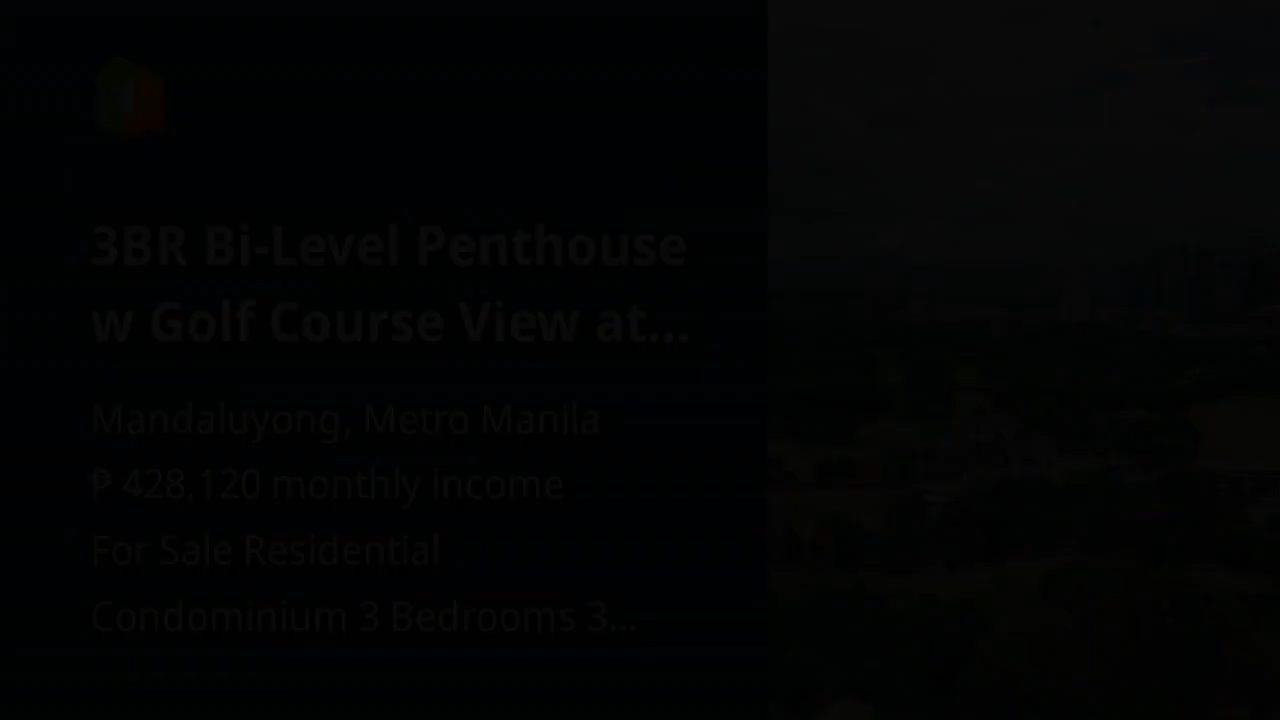 3BR Bi-Level Penthouse
w Golf Course View at...
Mandaluyong, Metro Manila
₱ 428,120 monthly income
For Sale Residential
Condominium 3 Bedrooms 3...